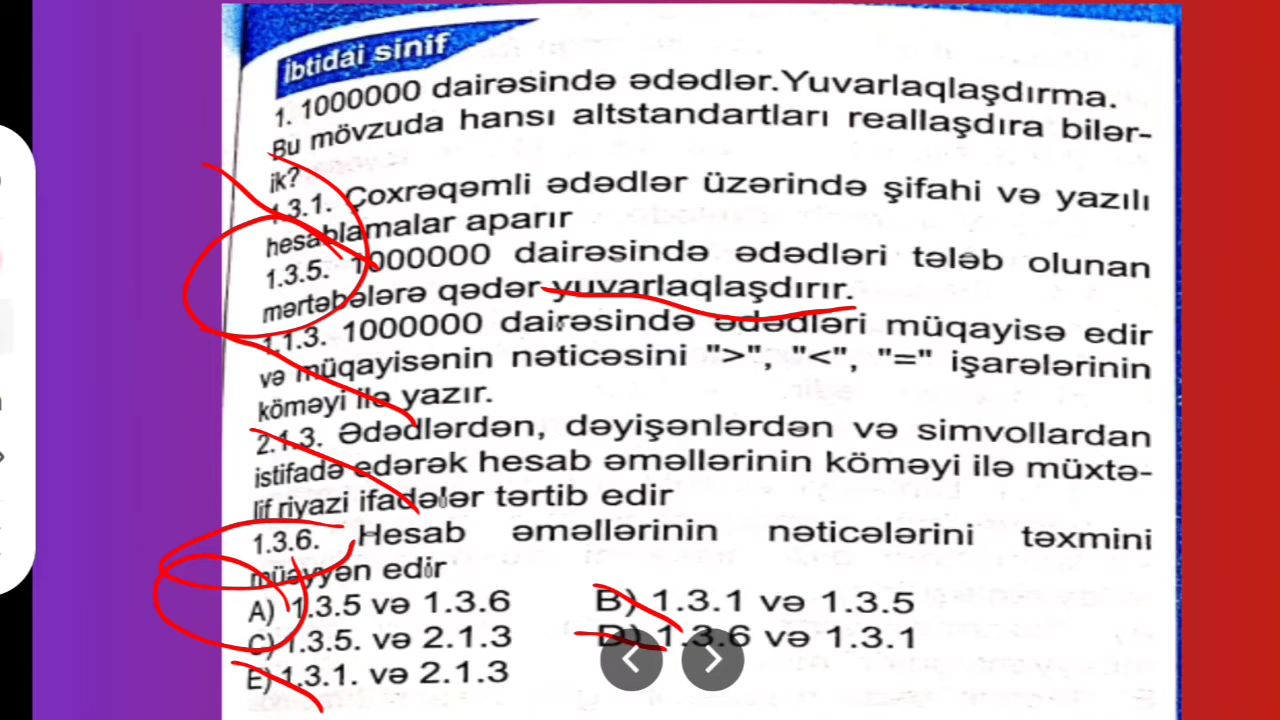 İbtidai sinif
1. 1000000 dairəsində ədədlər.Yuvarlaqlaşdırma.
Bu mövzuda hansı altstandartları reallaşdıra bilər-
ik?
1.3.1. Çoxrəqəmli ədədlər üzərində şifahi və yazılı
hesablamalar aparır
1.3.5. 1000000 dairəsində ədədləri tələb olunan
mərtəbələrə qədər yuvarlaqlaşdırır.
1.1.3. 1000000 dairəsində ədədləri müqayisə edir
və müqayisənin nəticəsini ">", "<", "=" işarələrinin
köməyi ilə yazır.
2.1.3. Ədədlərdən, dəyişənlərdən və simvollardan
istifadə edərək hesab əməllərinin köməyi ilə müxtə-
lif riyazi ifadələr tərtib edir
1.3.6. Hesab əməllərinin nəticələrini təxmini
müəyyən edir
A) 1.3.5 və 1.3.6 B) 1.3.1 və 1.3.5
C) 1.3.5. və 2.1.3 D) 1.3.6 və 1.3.1
E) 1.3.1. və 2.1.3